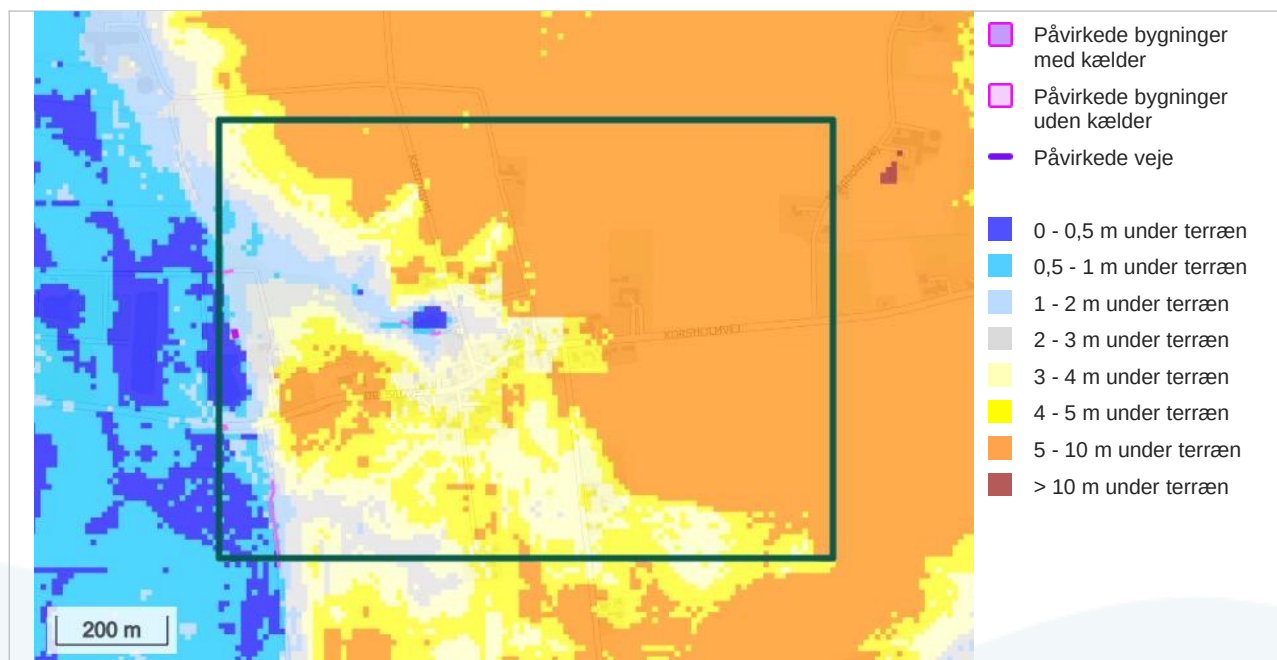 Påvirkede bygninger
med kælder
Påvirkede bygninger
uden kælder
Påvirkede veje
0 - 0,5 m under terræn
0,5 - 1 m under terræn
1 - 2 m under terræn
2 - 3 m under terræn
3 - 4 m under terræn
4 - 5 m under terræn
5 - 10 m under terræn
> 10 m under terræn
KORSHOLMVEJ
200 m